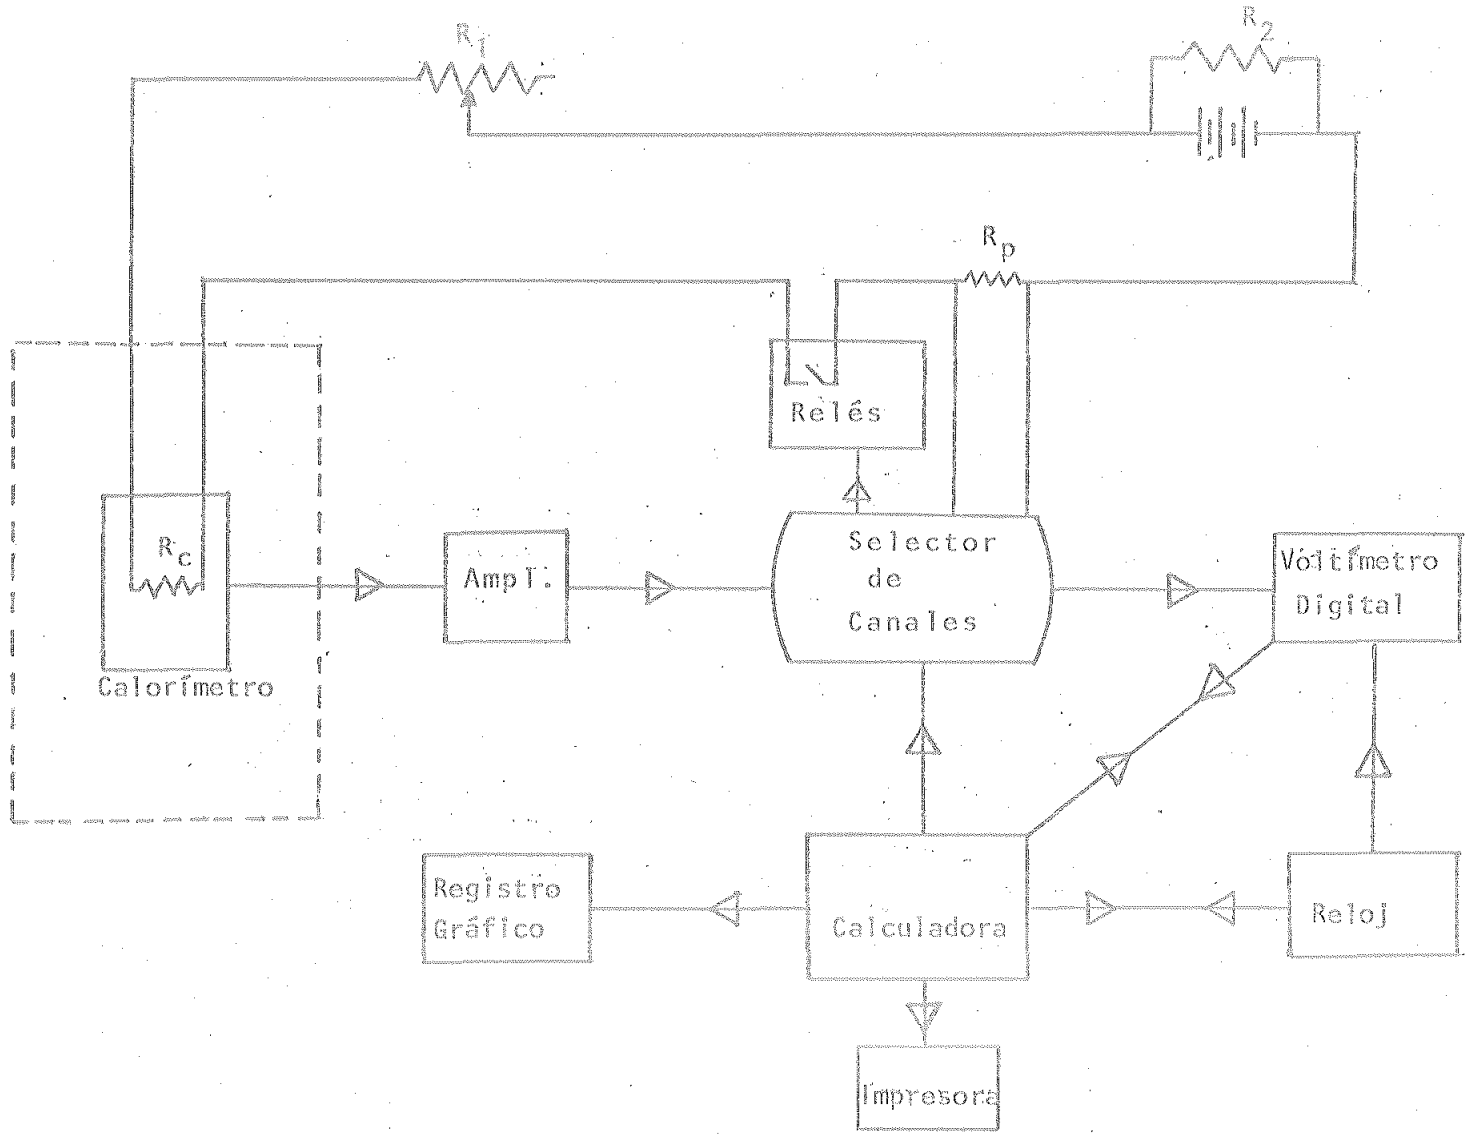 R1
R2
Rp
Relés
Rc
Ampl.
Selector
de
Canales
Voltímetro
Digital
Calorímetro
Registro
Gráfico
Calculadora
Reloj
Impresora